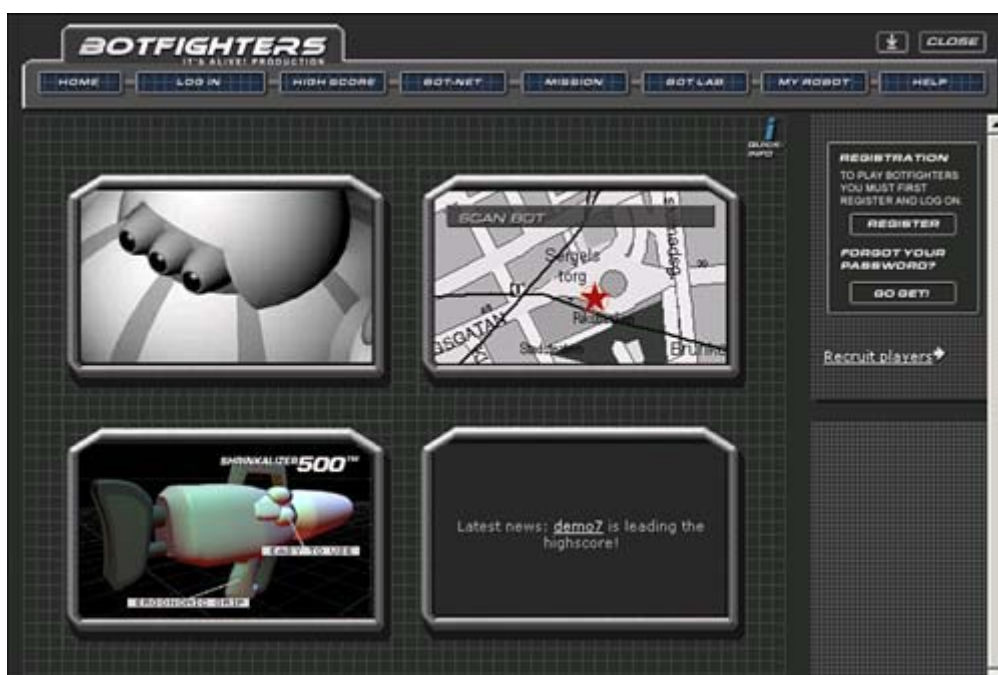 BOTFIGHTERS
IT'S ALIVE! PRODUCTION
CLOSE
HOME
LOG IN
HIGH SCORE
BOT-NET
MISSION
BOT LAB
MY ROBOT
HELP
QUICK-
INFO
SCAN BOT
Sergels
torg
SHRINKALIZER 500™
EASY TO USE
ERGONOMIC GRIP
Latest news: demo7 is leading the
highscore!
REGISTRATION
TO PLAY BOTFIGHTERS
YOU MUST FIRST
REGISTER AND LOG ON.
REGISTER
FORGOT YOUR
PASSWORD?
GO GET!
Recruit players